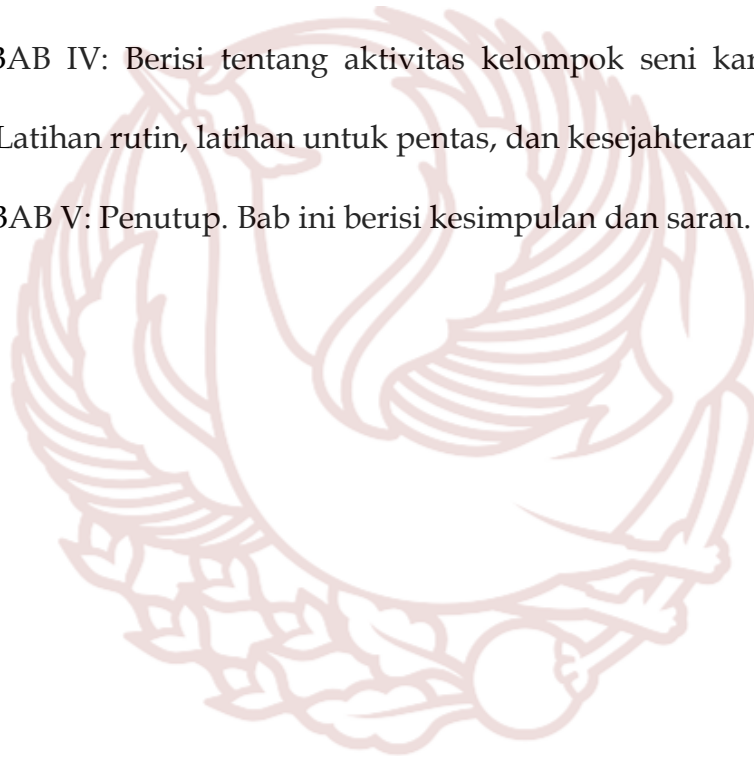 BAB IV: Berisi tentang aktivitas kelompok seni
Latihan rutin, latihan untuk pentas, dan kesejahteraan
BAB V: Penutup. Bab ini berisi kesimpulan dan saran.